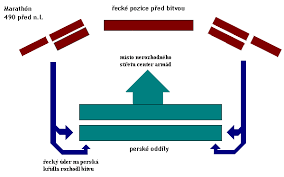 Marathón
490 před n.l.
řecké pozice před bitvou
místo nerozhodného
střetu center armád
perské oddíly
řecký úder na perská
křídla rozhodl bitvu